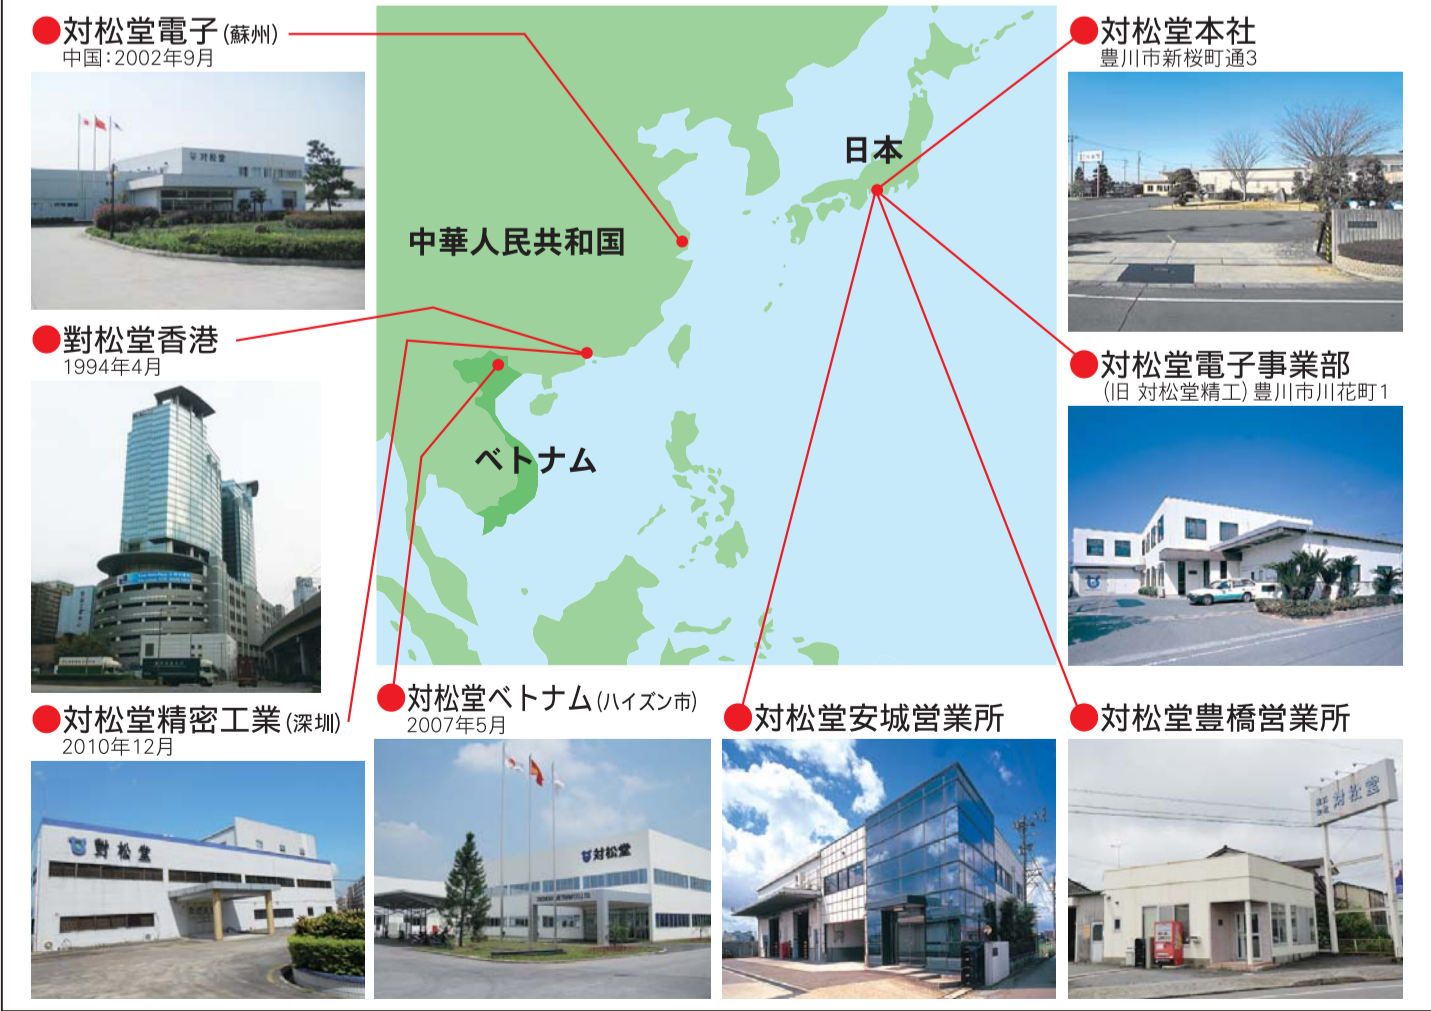 ●対松堂電子(蘇州)
中国：2002年9月
対松堂
●對松堂香港
1994年4月
●対松堂精密工業(深圳)
2010年12月
對松堂
日本
中華人民共和国
ベトナム
●対松堂ベトナム(ハイズン市)
2007年5月
対松堂
●対松堂安城営業所
●対松堂本社
豊川市新桜町通3
●対松堂電子事業部
(旧 対松堂精工)豊川市川花町1
●対松堂豊橋営業所
株式会社 対松堂